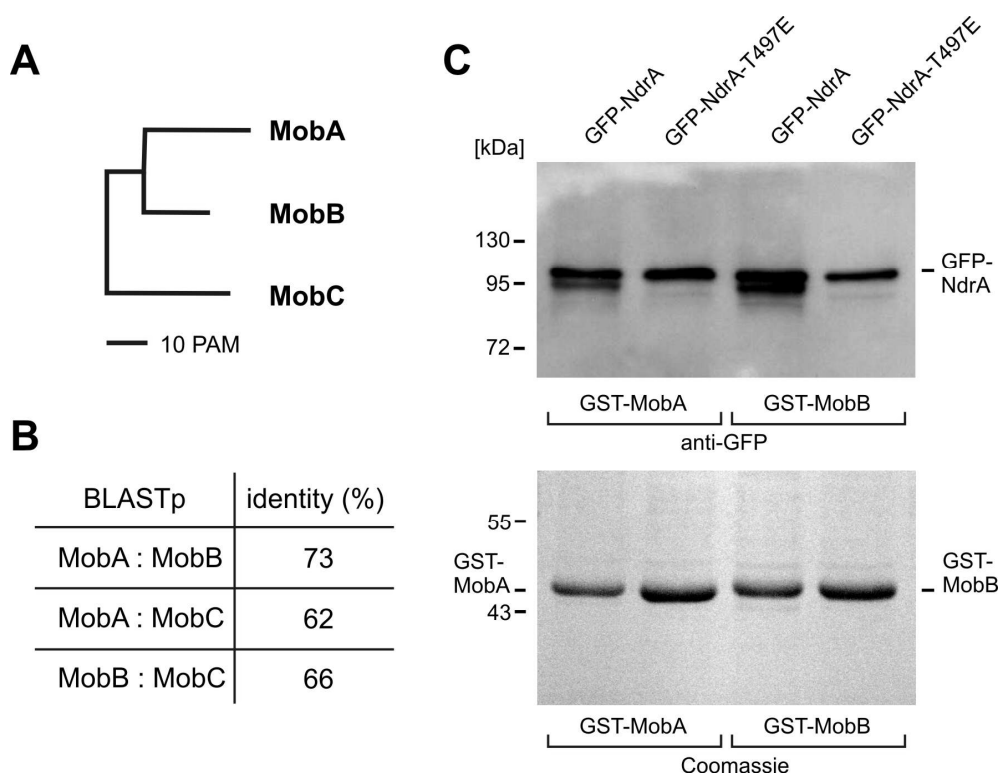 A
MobA
MobB
MobC
10 PAM
B
BLASTp identity (%)
MobA : MobB 73
MobA : MobC 62
MobB : MobC 66
C
GFP-NdrA
GFP-NdrA-T497E
GFP-NdrA
GFP-NdrA-T497E
[kDa]
130
95
72
GFP-
NdrA
GST-MobA GST-MobB
anti-GFP
55
43
GST-
MobA
GST-
MobB
GST-MobA GST-MobB
Coomassie